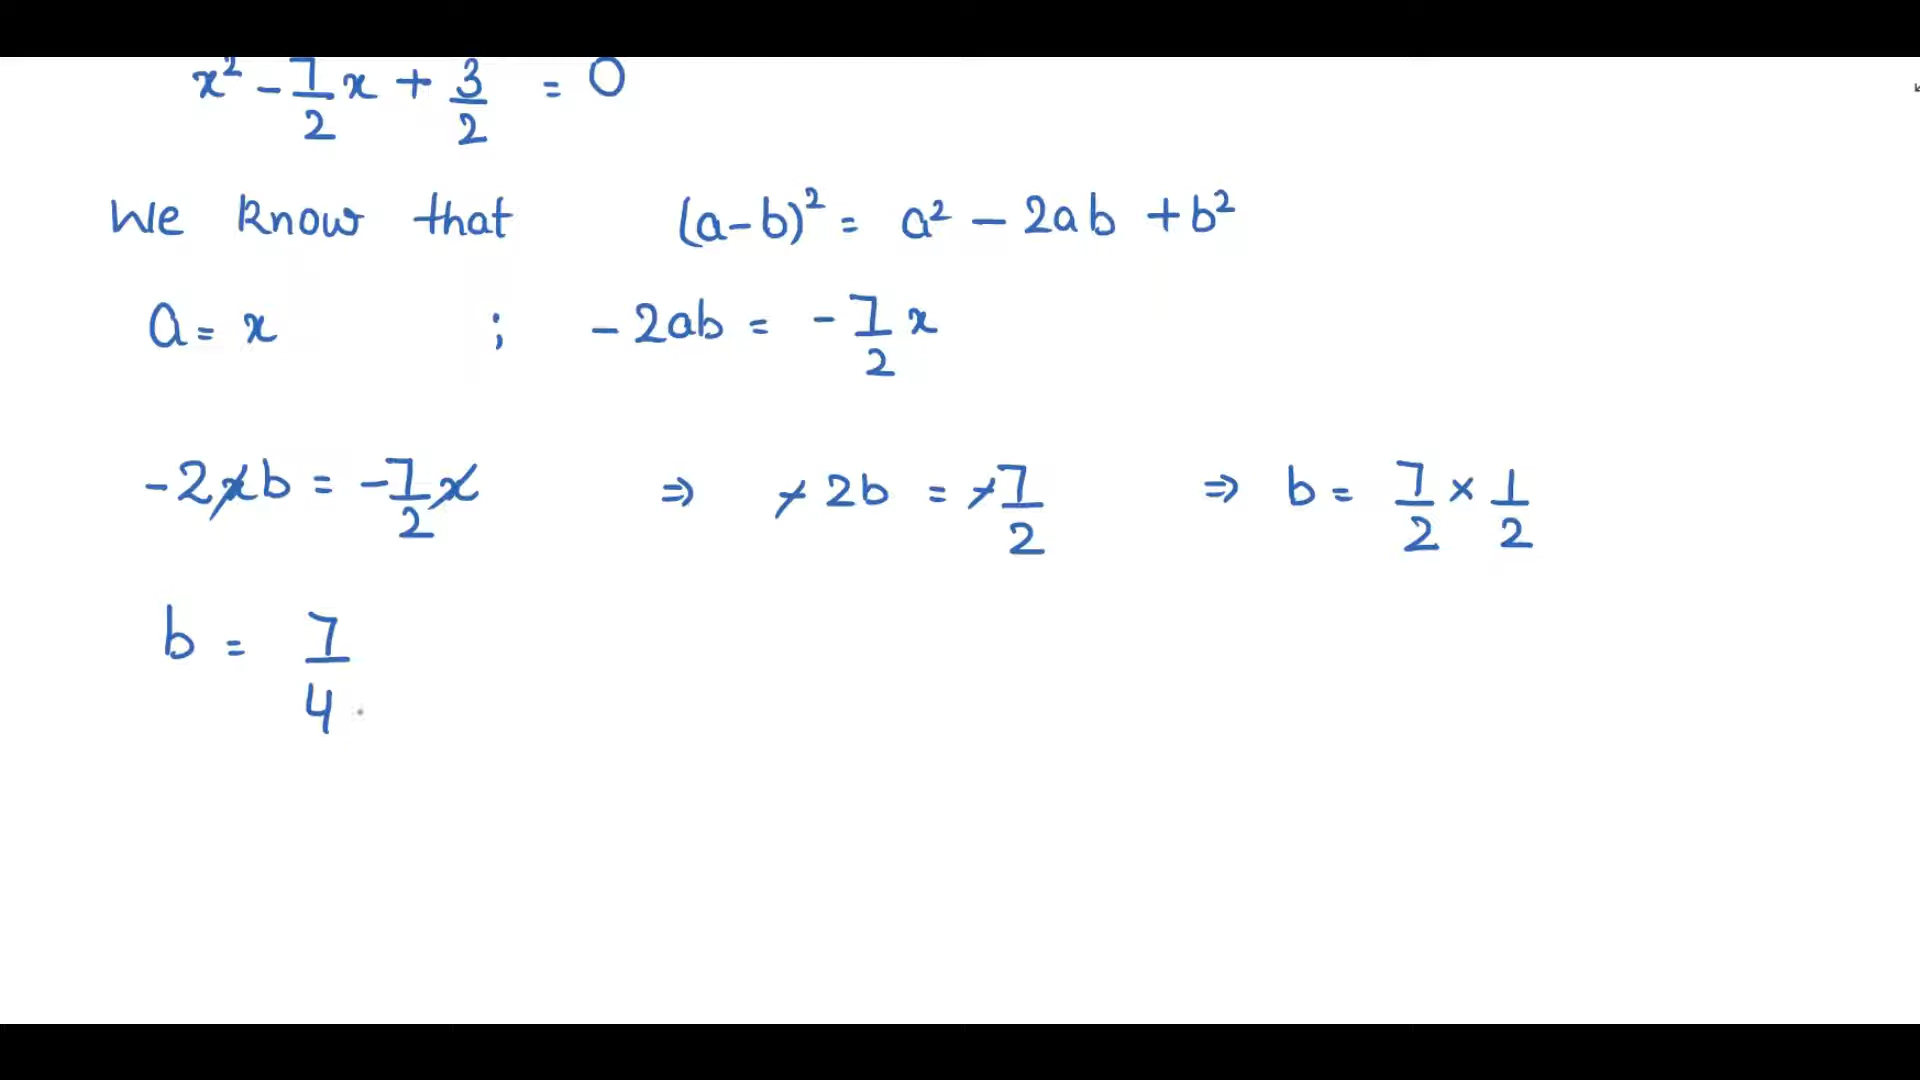 x² - 7/2 x + 3/2 = 0
We know that (a-b)² = a² - 2ab + b²
a = x ; -2ab = -7/2 x
-2xb = -7/2 x ⇒ -2b = -7/2 ⇒ b = 7/2 × 1/2
b = 7/4